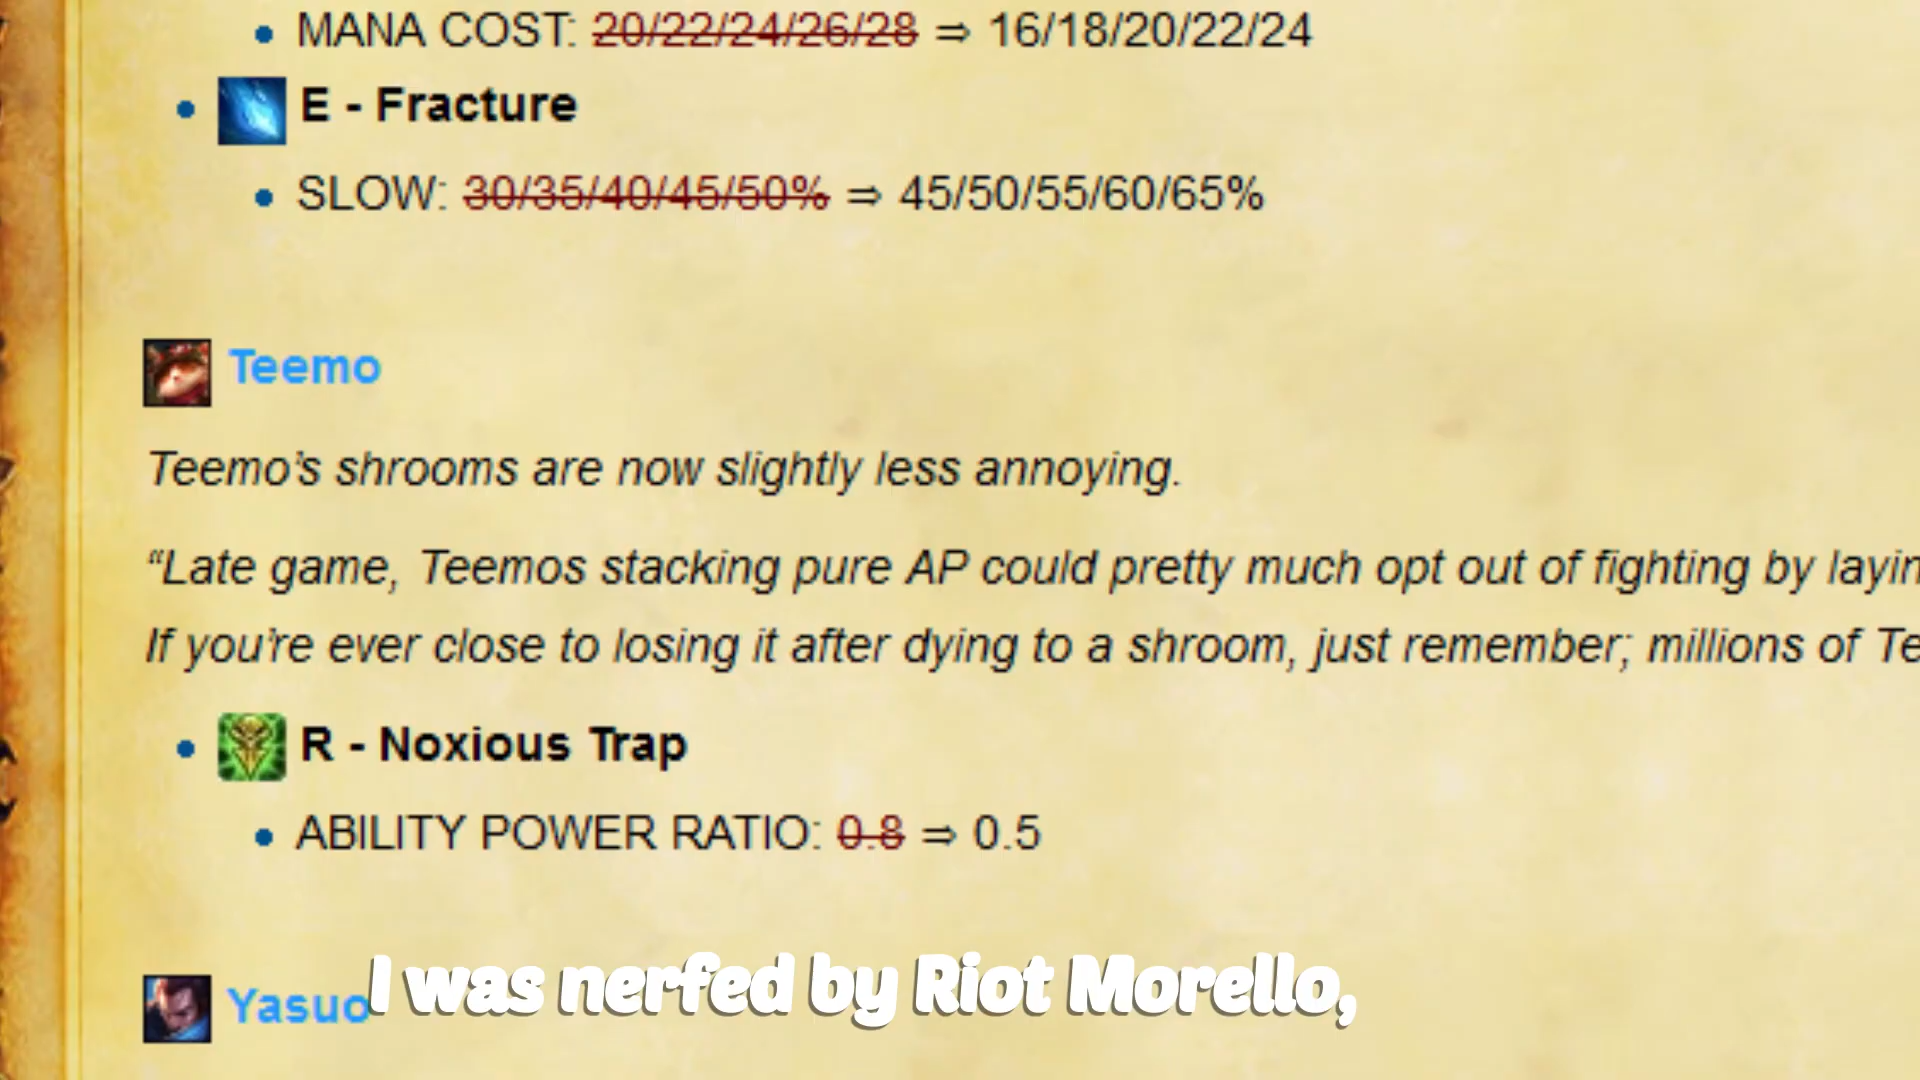 MANA COST: 20/22/24/26/28 ⇒ 16/18/20/22/24
E - Fracture
SLOW: 30/35/40/45/50% ⇒ 45/50/55/60/65%
Teemo
Teemo's shrooms are now slightly less annoying.
“Late game, Teemos stacking pure AP could pretty much opt out of fighting by layin
If you're ever close to losing it after dying to a shroom, just remember; millions of Te
R - Noxious Trap
ABILITY POWER RATIO: 0.8 ⇒ 0.5
Yasuo
I was nerfed by Riot Morello,